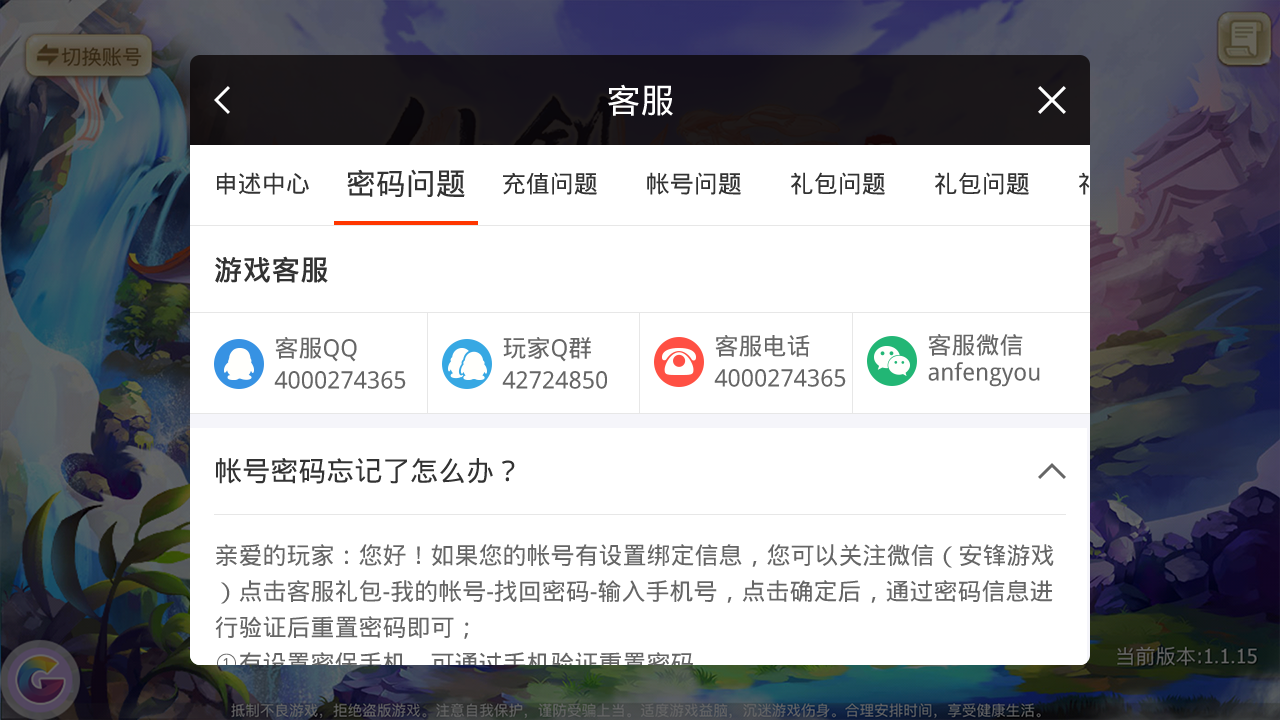 切换账号
客服
申述中心 密码问题 充值问题 帐号问题 礼包问题 礼包问题
游戏客服
客服QQ
4000274365
玩家Q群
42724850
客服电话
4000274365
客服微信
anfengyou
帐号密码忘记了怎么办？
亲爱的玩家：您好！如果您的帐号有设置绑定信息，您可以关注微信（安锋游戏
）点击客服礼包-我的帐号-找回密码-输入手机号，点击确定后，通过密码信息进
行验证后重置密码即可；
①有设置密保手机，可通过手机验证重置密码
当前版本:1.1.15
抵制不良游戏，拒绝盗版游戏。注意自我保护，谨防受骗上当。适度游戏益脑，沉迷游戏伤身。合理安排时间，享受健康生活。